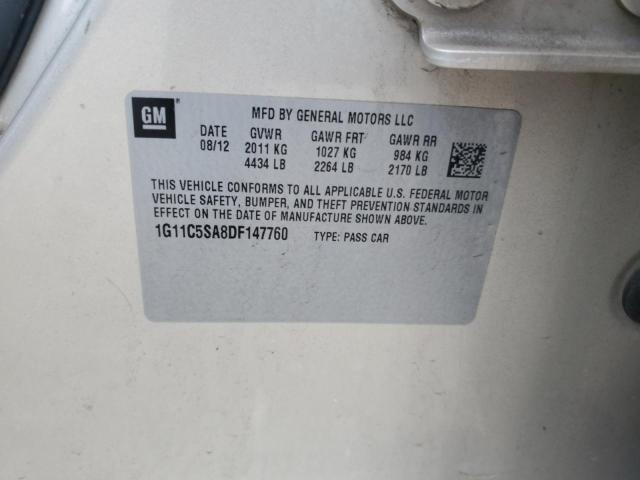 GM ®
MFD BY GENERAL MOTORS LLC
DATE GVWR GAWR FRT GAWR RR
08/12 2011 KG 1027 KG 984 KG
4434 LB 2264 LB 2170 LB
THIS VEHICLE CONFORMS TO ALL APPLICABLE U.S. FEDERAL MOTOR
VEHICLE SAFETY, BUMPER, AND THEFT PREVENTION STANDARDS IN
EFFECT ON THE DATE OF MANUFACTURE SHOWN ABOVE.
1G11C5SA8DF147760 TYPE: PASS CAR